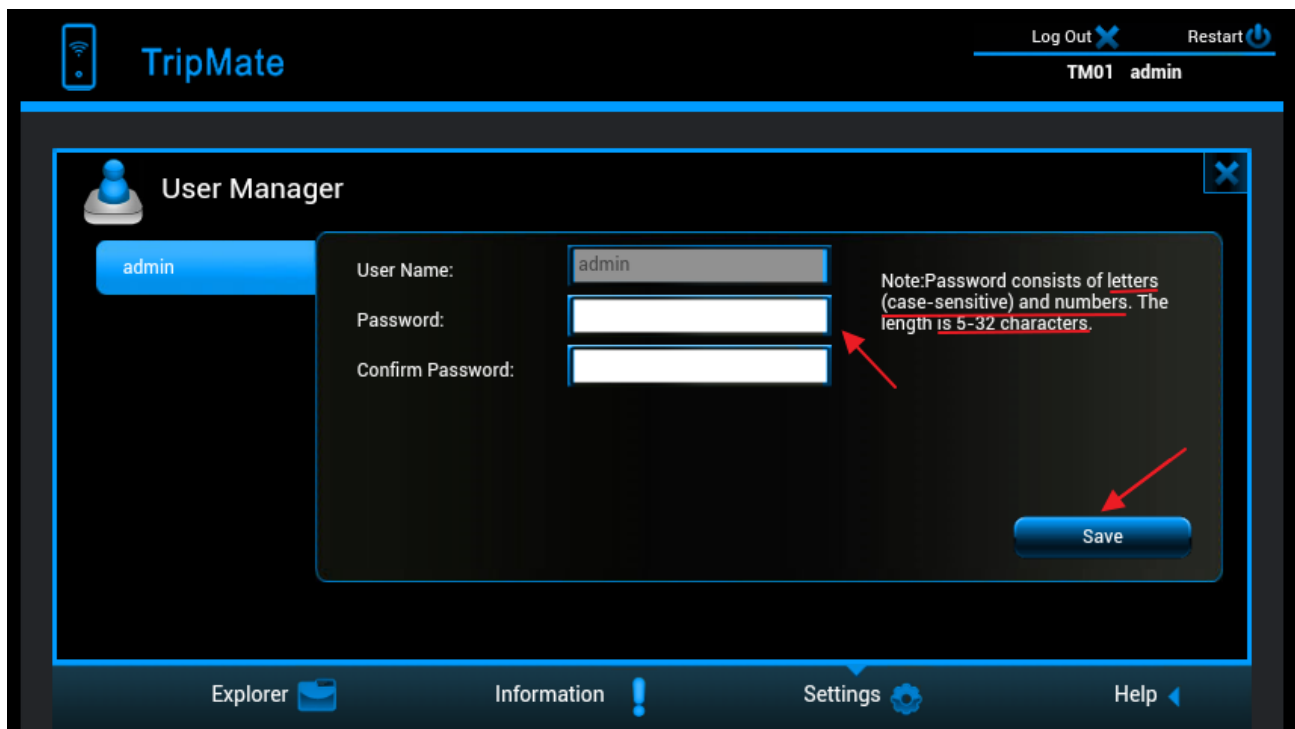 Log Out Restart
TripMate
TM01 admin
User Manager
admin
User Name: admin
Password:
Confirm Password:
Note:Password consists of letters
(case-sensitive) and numbers. The
length is 5-32 characters.
Save
Explorer Information Settings Help